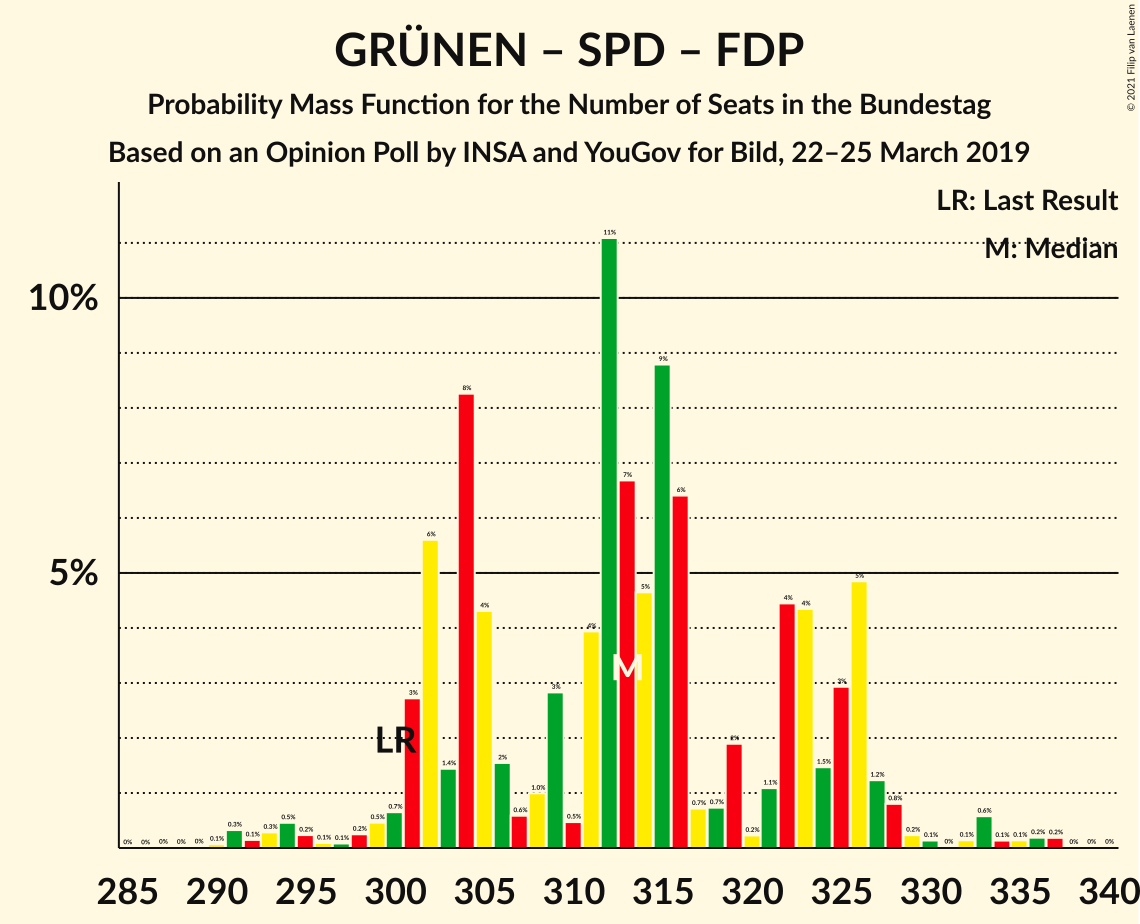 GRÜNEN – SPD – FDP
Probability Mass Function for the Number of Seats in the Bundestag
Based on an Opinion Poll by INSA and YouGov for Bild, 22–25 March 2019
© 2021 Filip van Laenen
LR: Last Result
M: Median
10%
5%
0% 0% 0% 0% 0% 0.1% 0.3% 0.1% 0.3% 0.5% 0.2% 0.1% 0.1% 0.2% 0.5% 0.7% 3% 6% 1.4% 8% 4% 2% 0.6% 1.0% 3% 0.5% 4% 11% 7% 5% 9% 6% 0.7% 0.7% 2% 0.2% 1.1% 4% 4% 1.5% 3% 5% 1.2% 0.8% 0.2% 0.1% 0% 0.1% 0.6% 0.1% 0.1% 0.2% 0.2% 0% 0% 0%
LR
M
285 290 295 300 305 310 315 320 325 330 335 340